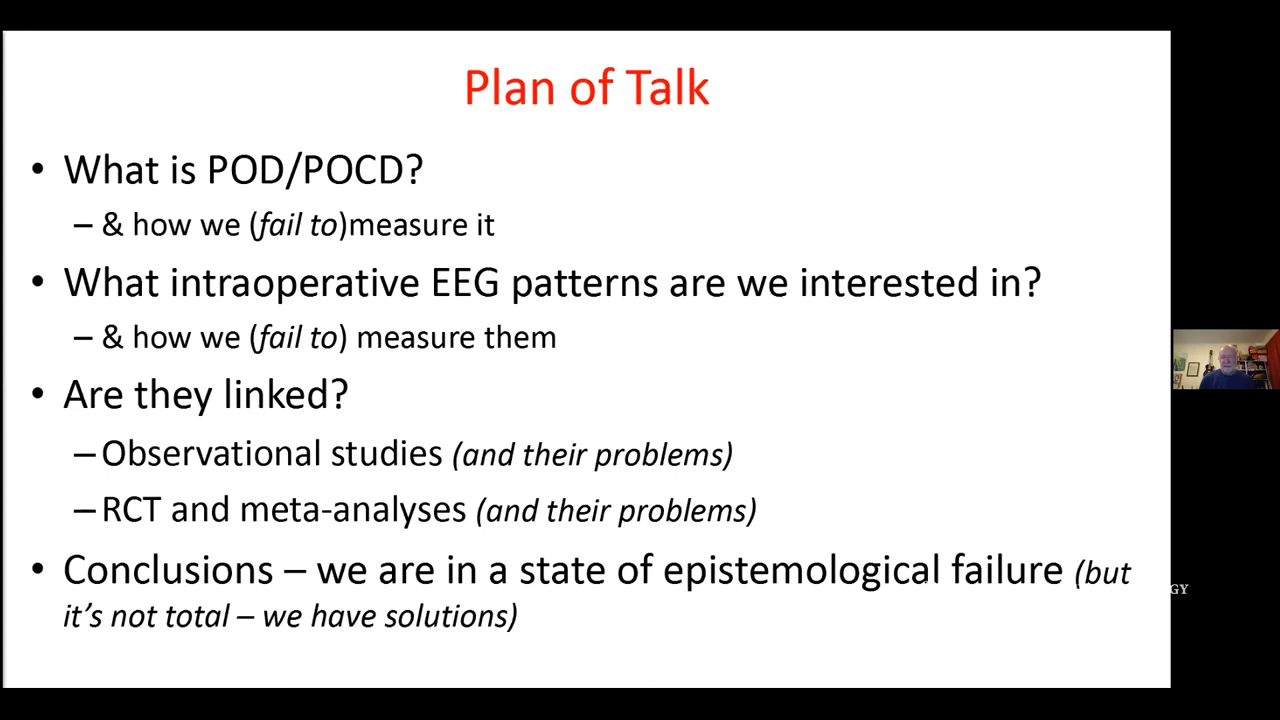 Plan of Talk
• What is POD/POCD?
– & how we (fail to)measure it
• What intraoperative EEG patterns are we interested in?
– & how we (fail to) measure them
• Are they linked?
– Observational studies (and their problems)
– RCT and meta-analyses (and their problems)
• Conclusions – we are in a state of epistemological failure (but
it's not total – we have solutions)
GY